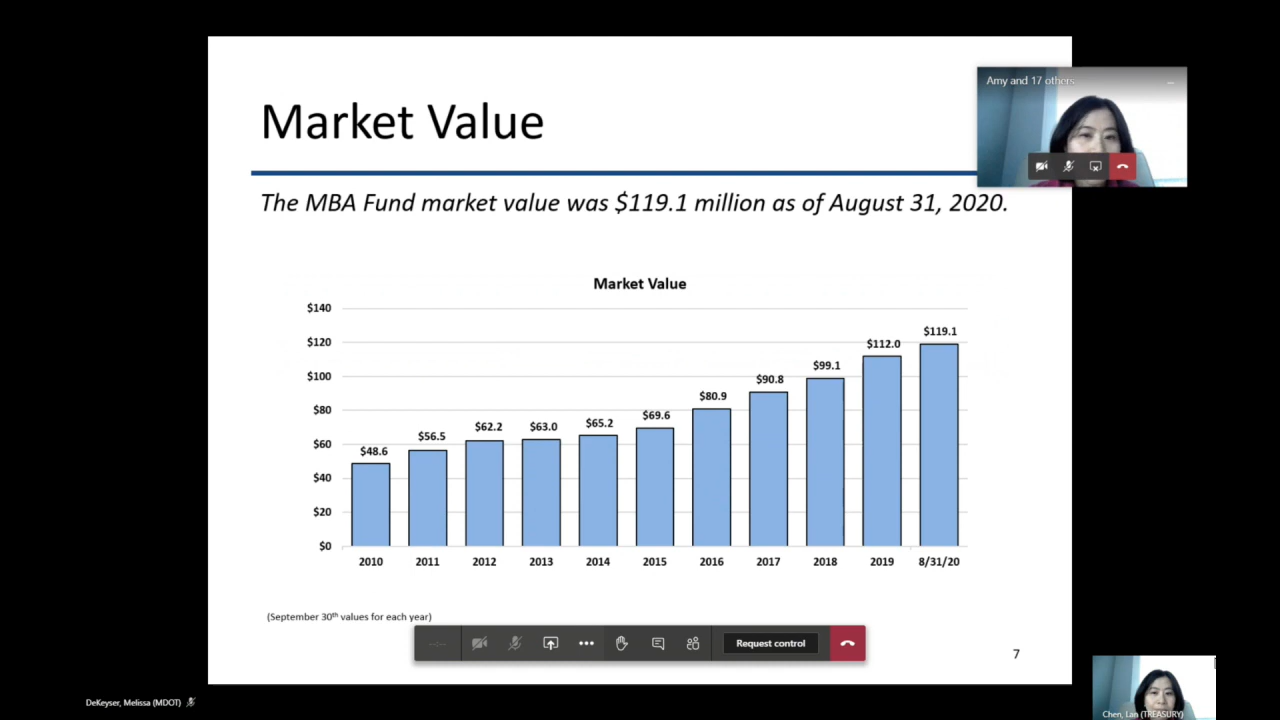 Market Value
Amy and 17 others
The MBA Fund market value was $119.1 million as of August 31, 2020.
Market Value
$140
$120
$100
$80
$60
$40
$20
$0
$48.6
$56.5
$62.2
$63.0
$65.2
$69.6
$80.9
$90.8
$99.1
$112.0
$119.1
2010 2011 2012 2013 2014 2015 2016 2017 2018 2019 8/31/20
(September 30th values for each year)
--:--
Request control
7
DeKeyser, Melissa (MDOT)
Chen, Lan (TREASURY)